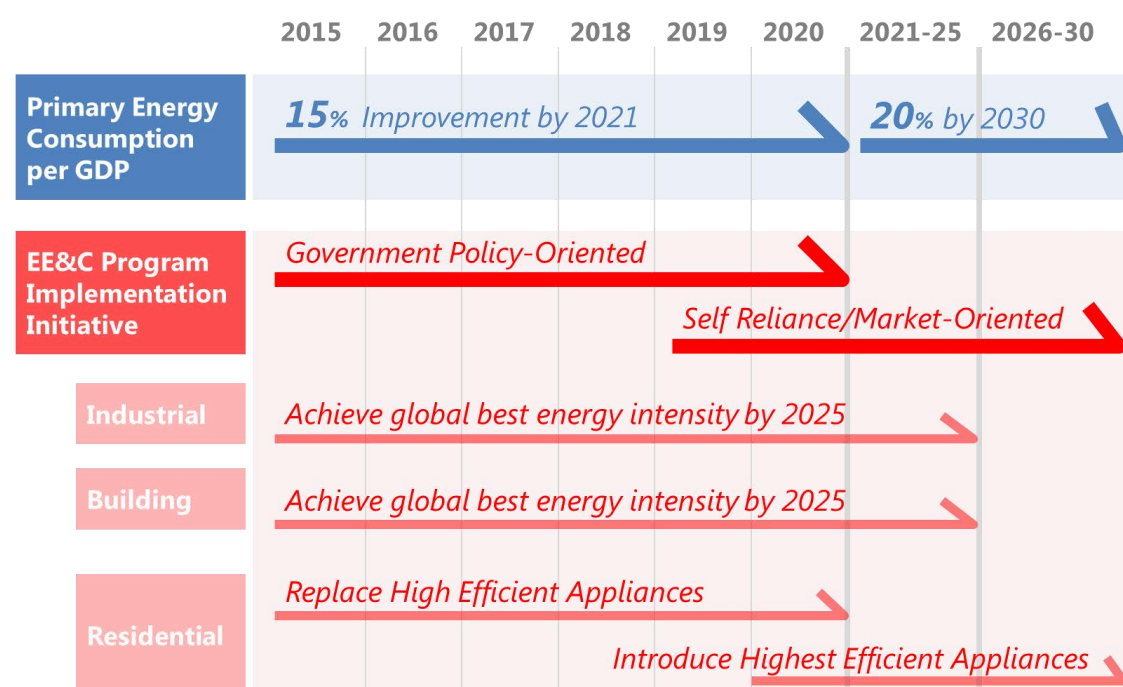 2015 2016 2017 2018 2019 2020 2021-25 2026-30
Primary Energy
Consumption
per GDP
15% Improvement by 2021
20% by 2030
EE&C Program
Implementation
Initiative
Government Policy-Oriented
Self Reliance/Market-Oriented
Industrial
Achieve global best energy intensity by 2025
Building
Achieve global best energy intensity by 2025
Residential
Replace High Efficient Appliances
Introduce Highest Efficient Appliances